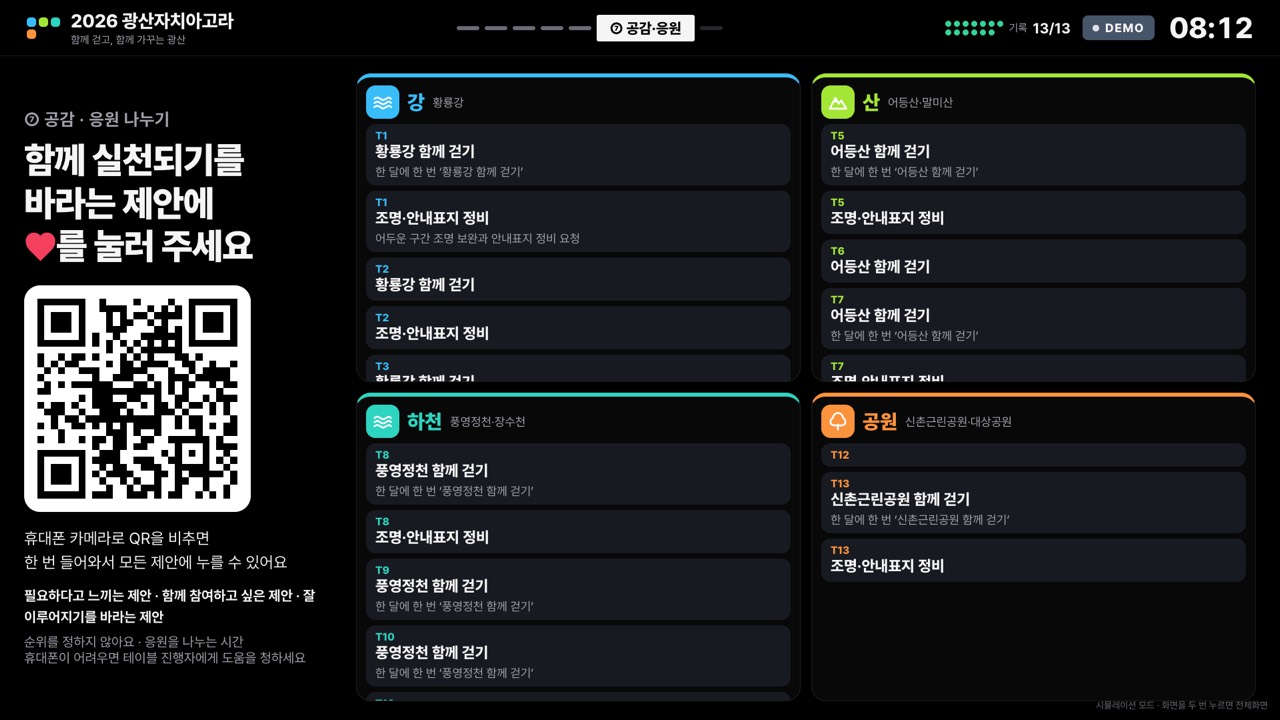 2026 광산자치아고라
함께 걷고, 함께 가꾸는 광산
⑦ 공감·응원
기록 13/13
DEMO
08:12
⑦ 공감 · 응원 나누기
함께 실천되기를
바라는 제안에
❤를 눌러 주세요
휴대폰 카메라로 QR을 비추면
한 번 들어와서 모든 제안에 누를 수 있어요
필요하다고 느끼는 제안 · 함께 참여하고 싶은 제안 · 잘
이루어지기를 바라는 제안
순위를 정하지 않아요 · 응원을 나누는 시간
휴대폰이 어려우면 테이블 진행자에게 도움을 청하세요
강 황룡강
T1
황룡강 함께 걷기
한 달에 한 번 ‘황룡강 함께 걷기’
T1
조명·안내표지 정비
어두운 구간 조명 보완과 안내표지 정비 요청
T2
황룡강 함께 걷기
T2
조명·안내표지 정비
T3
황룡강 함께 걷기
산 어등산·말미산
T5
어등산 함께 걷기
한 달에 한 번 ‘어등산 함께 걷기’
T5
조명·안내표지 정비
T6
어등산 함께 걷기
T7
어등산 함께 걷기
한 달에 한 번 ‘어등산 함께 걷기’
T7
조명·안내표지 정비
하천 풍영정천·장수천
T8
풍영정천 함께 걷기
한 달에 한 번 ‘풍영정천 함께 걷기’
T8
조명·안내표지 정비
T9
풍영정천 함께 걷기
한 달에 한 번 ‘풍영정천 함께 걷기’
T10
풍영정천 함께 걷기
한 달에 한 번 ‘풍영정천 함께 걷기’
공원 신촌근린공원·대상공원
T12
T13
신촌근린공원 함께 걷기
한 달에 한 번 ‘신촌근린공원 함께 걷기’
T13
조명·안내표지 정비
시뮬레이션 모드 · 화면을 두 번 누르면 전체화면